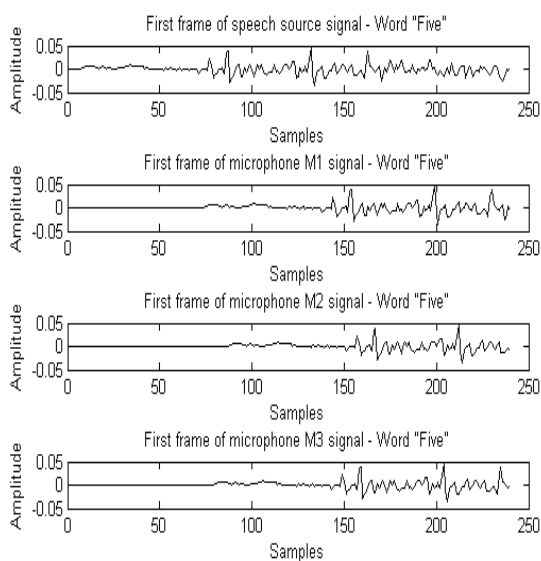 First frame of speech source signal - Word "Five"
0.05
0
-0.05
Amplitude
0 50 100 150 200 250
Samples
First frame of microphone M1 signal - Word "Five"
0.05
0
-0.05
Amplitude
0 50 100 150 200 250
Samples
First frame of microphone M2 signal - Word "Five"
0.05
0
-0.05
Amplitude
0 50 100 150 200 250
Samples
First frame of microphone M3 signal - Word "Five"
0.05
0
-0.05
Amplitude
0 50 100 150 200 250
Samples